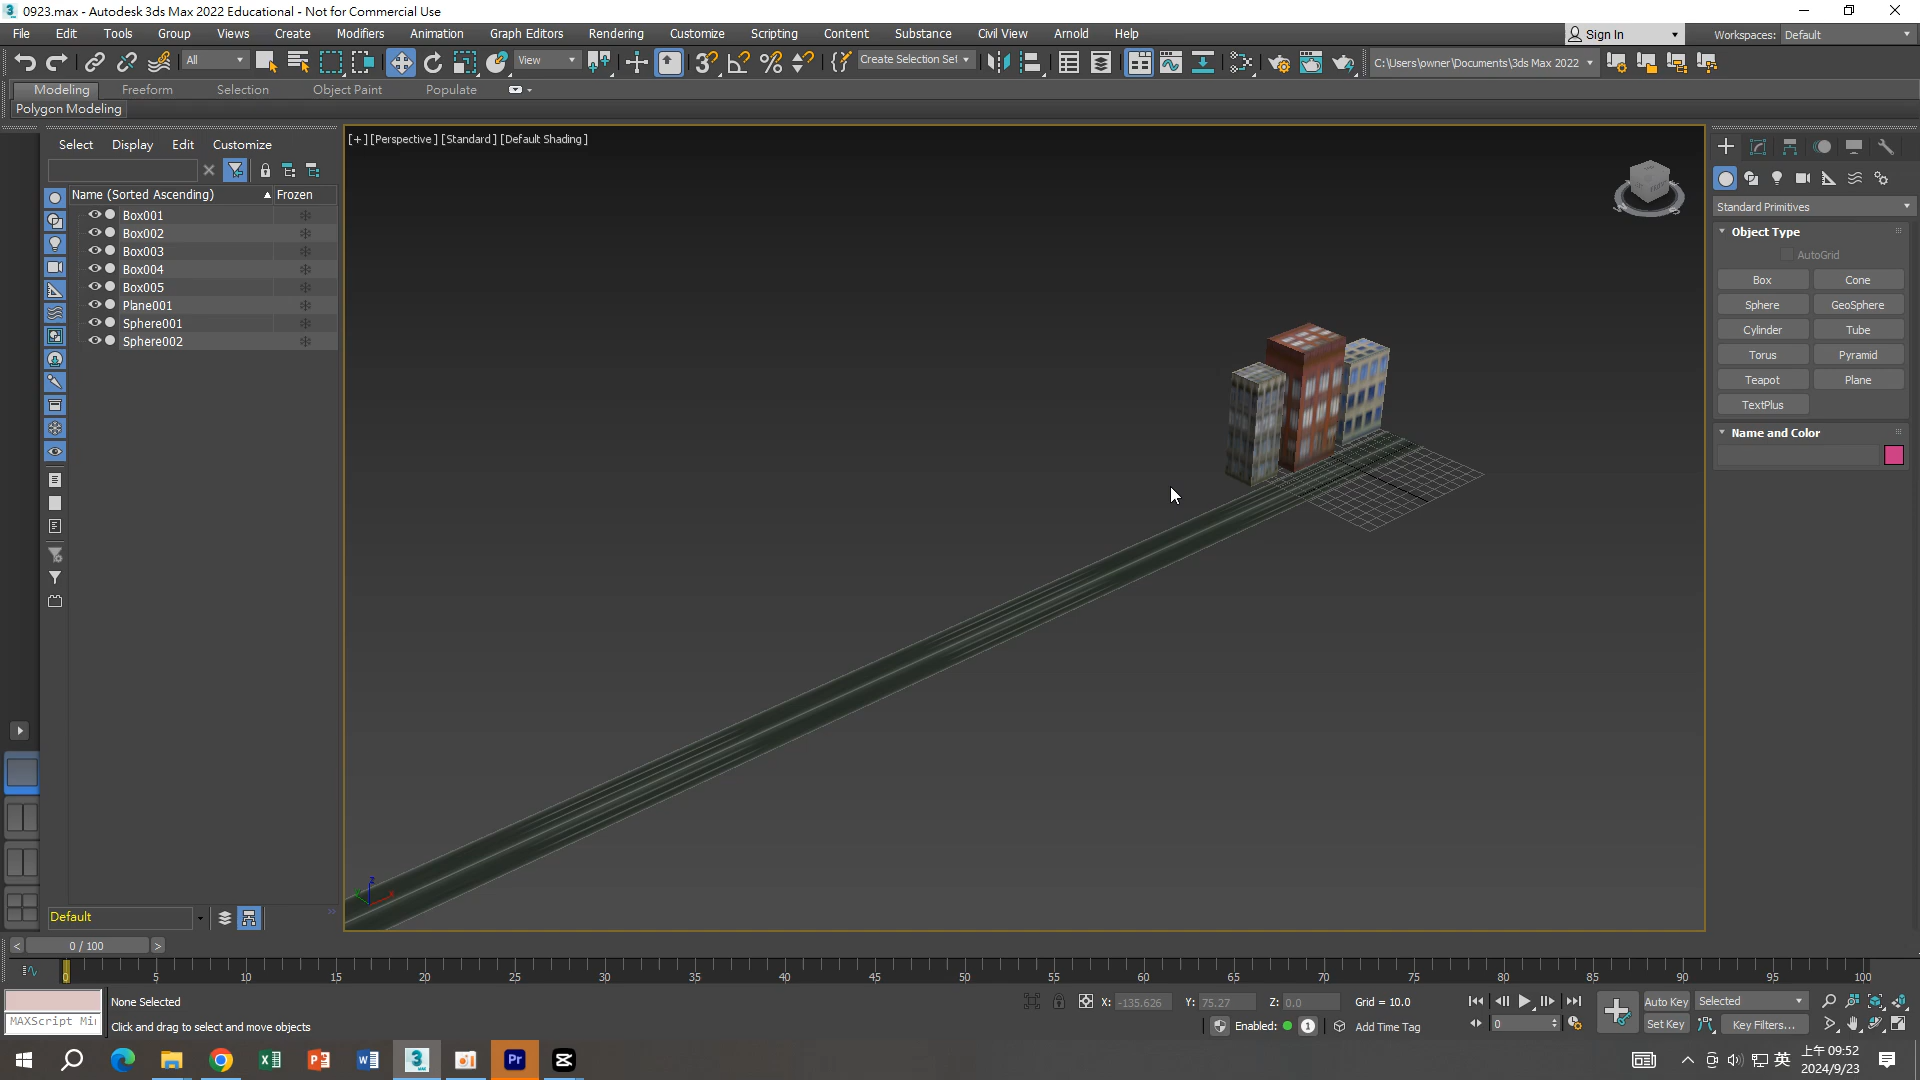 0923.max - Autodesk 3ds Max 2022 Educational - Not for Commercial Use
File Edit Tools Group Views Create Modifiers Animation Graph Editors Rendering Customize Scripting Content Substance Civil View Arnold Help
Sign In
Workspaces: Default
All
View
Create Selection Set
C:\Users\owner\Documents\3ds Max 2022
Modeling Freeform Selection Object Paint Populate
Polygon Modeling
Select Display Edit Customize
[+] [Perspective] [Standard] [Default Shading]
Name (Sorted Ascending) Frozen
Box001
Box002
Box003
Box004
Box005
Plane001
Sphere001
Sphere002
Standard Primitives
Object Type
AutoGrid
Box Cone
Sphere GeoSphere
Cylinder Tube
Torus Pyramid
Teapot Plane
TextPlus
Name and Color
z
Default
< 0 / 100 >
0 5 10 15 20 25 30 35 40 45 50 55 60 65 70 75 80 85 90 95 100
None Selected
X: -135.626 Y: 75.27 Z: 0.0 Grid = 10.0
Auto Key Selected
MAXScript Mi
Click and drag to select and move objects
Enabled: 1 Add Time Tag
0
Set Key Key Filters...
英
上午 09:52
2024/9/23